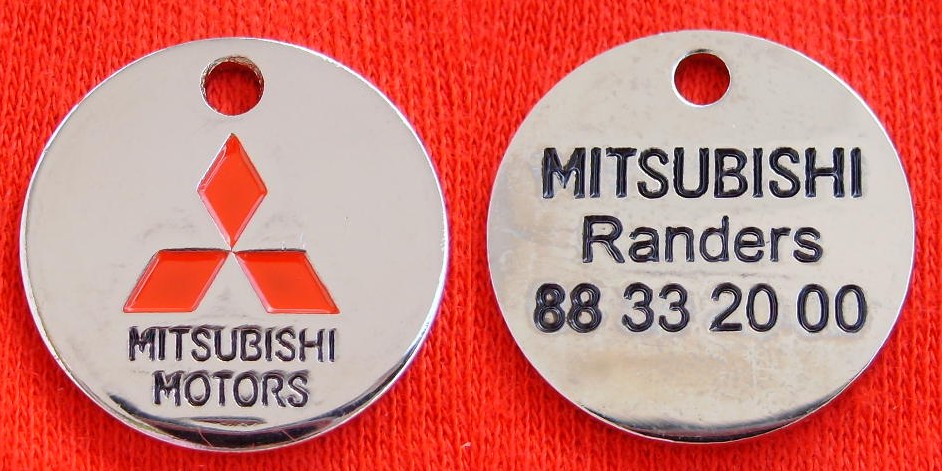 MITSUBISHI
MOTORS
MITSUBISHI
Randers
88 33 20 00